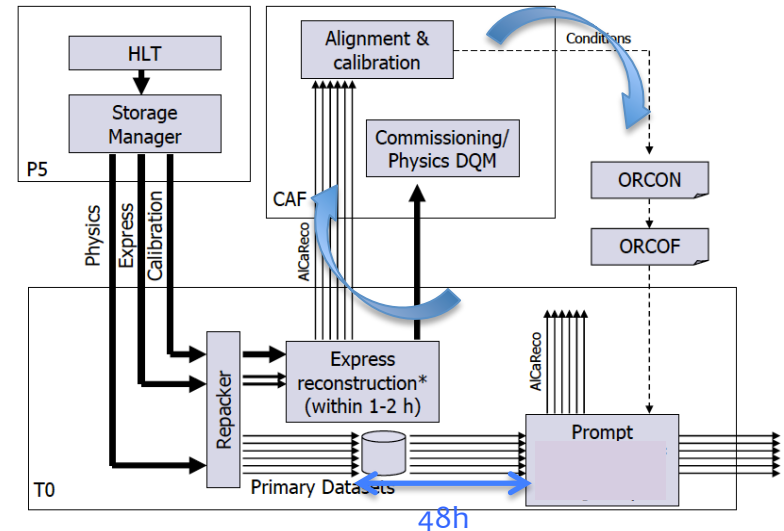 HLT
Storage
Manager
P5
Physics
Express
Calibration
Alignment &
calibration
Conditions
Commissioning/
Physics DQM
CAF
ORCON
ORCOF
AlCaReco
Repacker
Express
reconstruction*
(within 1-2 h)
AlCaReco
Prompt
Primary Datasets
T0
48h